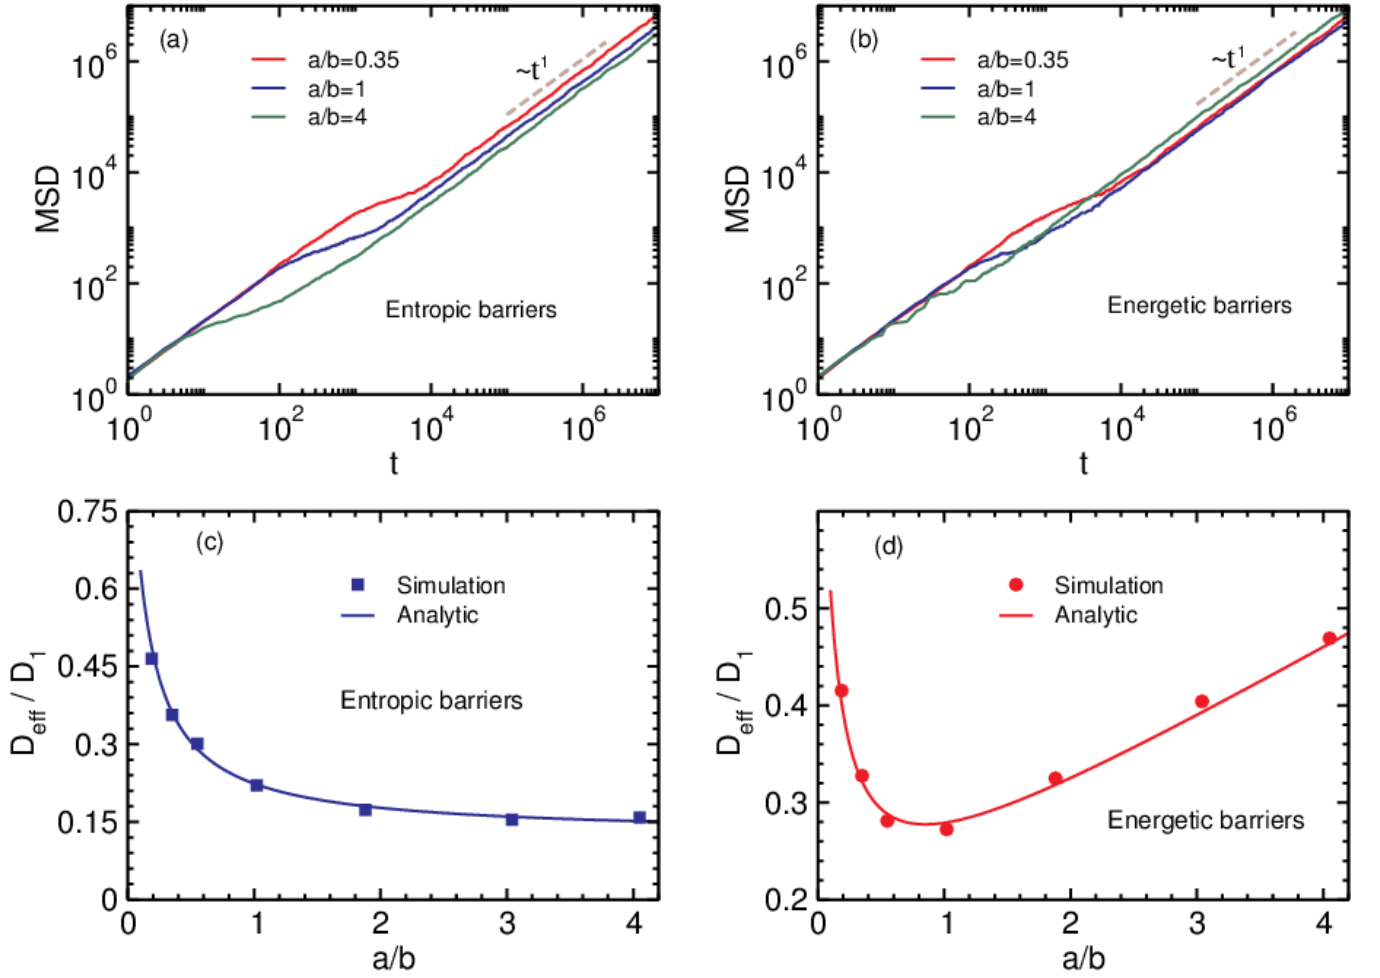 (a)
a/b=0.35
a/b=1
a/b=4
~t¹
Entropic barriers
MSD
10⁶
10⁴
10²
10⁰
10⁰ 10² 10⁴ 10⁶
t
(b)
a/b=0.35
a/b=1
a/b=4
~t¹
Energetic barriers
MSD
10⁶
10⁴
10²
10⁰
10⁰ 10² 10⁴ 10⁶
t
(c)
Simulation
Analytic
Entropic barriers
D_eff / D₁
0.75
0.6
0.45
0.3
0.15
0
0 1 2 3 4
a/b
(d)
Simulation
Analytic
Energetic barriers
D_eff / D₁
0.5
0.4
0.3
0.2
0 1 2 3 4
a/b